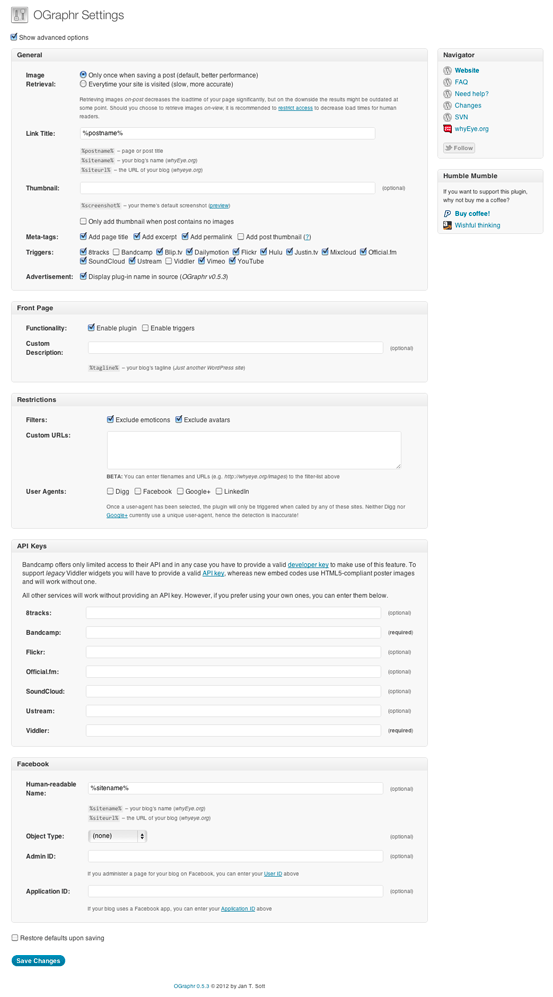 OGraphr Settings
Show advanced options
General
Image Retrieval:
Only once when saving a post (default, better performance)
Everytime your site is visited (slow, more accurate)
Retrieving images on-post decreases the loadtime of your page significantly, but on the downside the results might be outdated at
some point. Should you choose to retrieve images on-view, it is recommended to restrict access to decrease load times for human
readers.
Link Title:
%postname%
%postname% – page or post title
%sitename% – your blog's name (whyEye.org)
%siteurl% – the URL of your blog (whyeye.org)
Thumbnail:
(optional)
%screenshot% – your theme's default screenshot (preview)
Only add thumbnail when post contains no images
Meta-tags: Add page title Add excerpt Add permalink Add post thumbnail (?)
Triggers: 8tracks Bandcamp Blip.tv Dailymotion Flickr Hulu Justin.tv Mixcloud Official.fm
SoundCloud Ustream Viddler Vimeo YouTube
Advertisement: Display plug-in name in source (OGraphr v0.5.3)
Front Page
Functionality: Enable plugin Enable triggers
Custom Description:
(optional)
%tagline% – your blog's tagline (Just another WordPress site)
Restrictions
Filters: Exclude emoticons Exclude avatars
Custom URLs:
BETA: You can enter filenames and URLs (e.g. http://whyeye.org/images) to the filter-list above
User Agents: Digg Facebook Google+ LinkedIn
Once a user-agent has been selected, the plugin will only be triggered when called by any of these sites. Neither Digg nor
Google+ currently use a unique user-agent, hence the detection is inaccurate!
API Keys
Bandcamp offers only limited access to their API and in any case you have to provide a valid developer key to make use of this feature. To
support legacy Viddler widgets you will have to provide a valid API key, whereas new embed codes use HTML5-compliant poster images
and will work without one.
All other services will work without providing an API key. However, if you prefer using your own ones, you can enter them below.
8tracks: (optional)
Bandcamp: (required)
Flickr: (optional)
Official.fm: (optional)
SoundCloud: (optional)
Ustream: (optional)
Viddler: (required)
Facebook
Human-readable Name:
%sitename%
(optional)
%sitename% – your blog's name (whyEye.org)
%siteurl% – the URL of your blog (whyeye.org)
Object Type: (none) (optional)
Admin ID: (optional)
If you administer a page for your blog on Facebook, you can enter your User ID above
Application ID: (optional)
If your blog uses a Facebook app, you can enter your Application ID above
Restore defaults upon saving
Save Changes
OGraphr 0.5.3 © 2012 by Jan T. Sott
Navigator
Website
FAQ
Need help?
Changes
SVN
whyEye.org
Follow
Humble Mumble
If you want to support this plugin,
why not buy me a coffee?
Buy coffee!
Wishful thinking